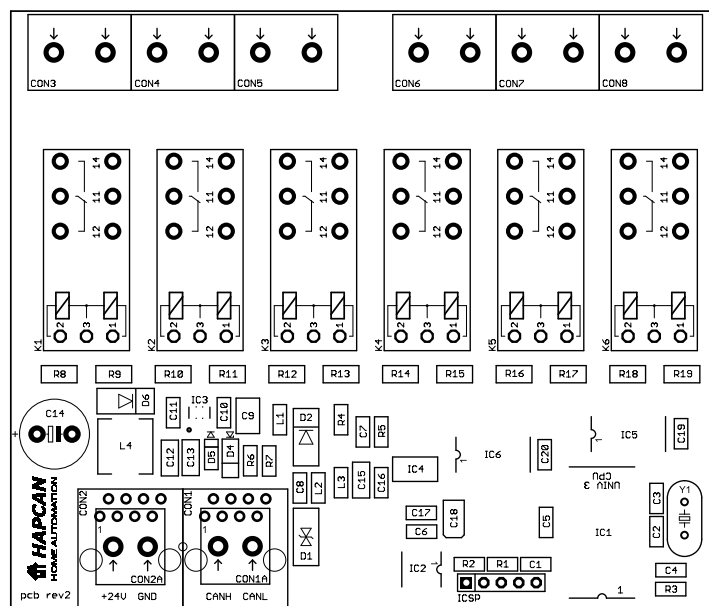 CON3 CON4 CON5 CON6 CON7 CON8
14 14 14 14 14 14
11 11 11 11 11 11
12 12 12 12 12 12
2 3 1 2 3 1 2 3 1 2 3 1 2 3 1 2 3 1
K1 K2 K3 K4 K5 K6
R8 R9 R10 R11 R12 R13 R14 R15 R16 R17 R18 R19
D6 C11 IC3 C10 C9 L1 D2 R4 C7 R5
C14 + L4 1 IC6 1 IC5 C19
C12 C13 D5 D4 R6 R7 C20
C8 L2 L3 C15 C16 IC4
UNIV 3
CPU
CON2 CON1 C17 C3 Y1
1 1 C6 C18 C5 C2 IC1
HAPCAN
HOME AUTOMATION
D1
CON2A CON1A IC2 1 R2 R1 C1 C4
pcb rev2 +24V GND CANH CANL ICSP 1 R3